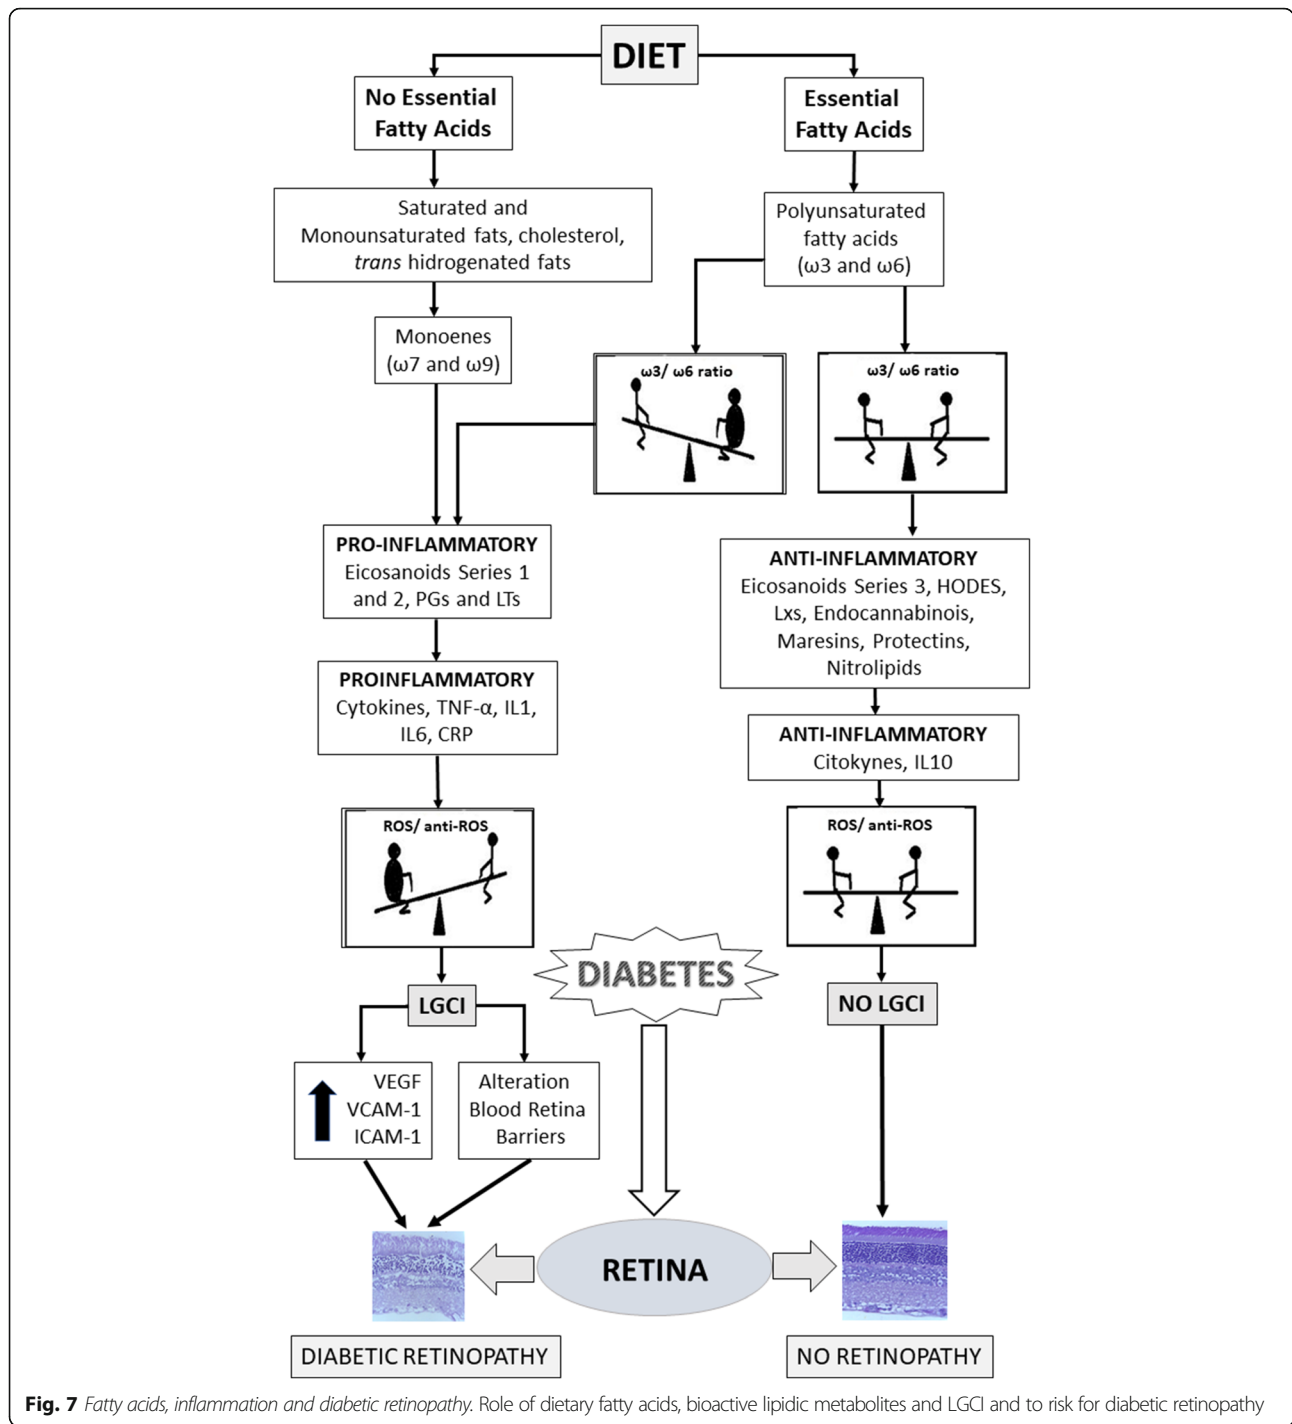 DIET
No Essential
Fatty Acids
Essential
Fatty Acids
Saturated and
Monounsaturated fats, cholesterol,
trans hidrogenated fats
Polyunsaturated
fatty acids
(ω3 and ω6)
Monoenes
(ω7 and ω9)
ω3/ ω6 ratio
ω3/ ω6 ratio
PRO-INFLAMMATORY
Eicosanoids Series 1
and 2, PGs and LTs
ANTI-INFLAMMATORY
Eicosanoids Series 3, HODES,
Lxs, Endocannabinois,
Maresins, Protectins,
Nitrolipids
PROINFLAMMATORY
Cytokines, TNF-α, IL1,
IL6, CRP
ANTI-INFLAMMATORY
Citokynes, IL10
ROS/ anti-ROS
ROS/ anti-ROS
DIABETES
LGCI
NO LGCI
VEGF
VCAM-1
ICAM-1
Alteration
Blood Retina
Barriers
RETINA
DIABETIC RETINOPATHY
NO RETINOPATHY
Fig. 7 Fatty acids, inflammation and diabetic retinopathy. Role of dietary fatty acids, bioactive lipidic metabolites and LGCI and to risk for diabetic retinopathy